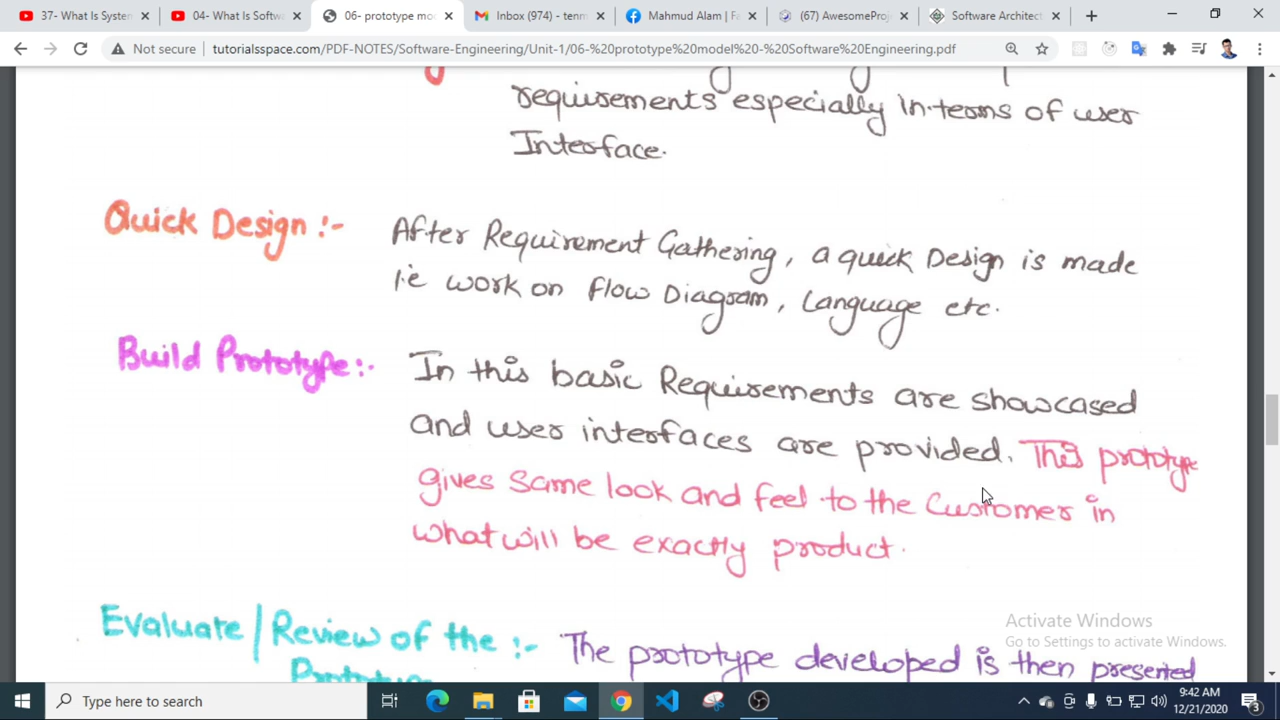 37- What Is System
04- What Is Softw
06- prototype mo
Inbox (974) - tenm
Mahmud Alam | Fa
(67) AwesomeProj
Software Architect
Not secure
tutorialsspace.com/PDF-NOTES/Software-Engineering/Unit-1/06-%20prototype%20model%20-%20Software%20Engineering.pdf
requirements especially in terms of user
Interface.
Quick Design :- After Requirement Gathering, a quick Design is made
i.e work on flow Diagram, Language etc.
Build Prototype:- In this basic Requirements are showcased
and user interfaces are provided. This prototype
gives same look and feel to the Customer in
what will be exactly product.
Evaluate/Review of the :- The prototype developed is then presented
Prototype
Activate Windows
Go to Settings to activate Windows.
Type here to search
9:42 AM
12/21/2020
3